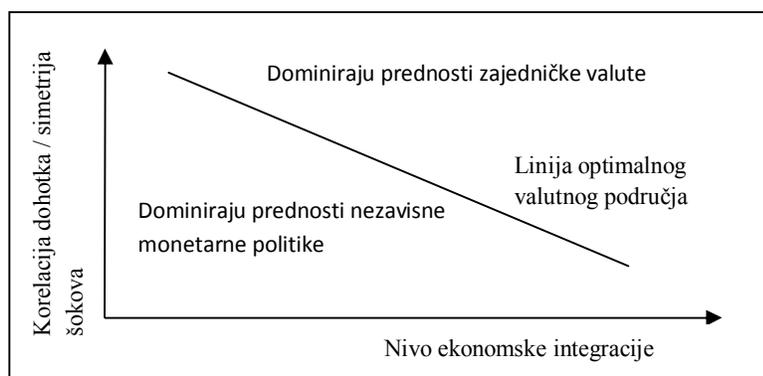 Dominiraju prednosti zajedničke valute
Korelacija dohotka / simetrija
šokova
Linija optimalnog
valutnog područja
Dominiraju prednosti nezavisne
monetarne politike
Nivo ekonomske integracije